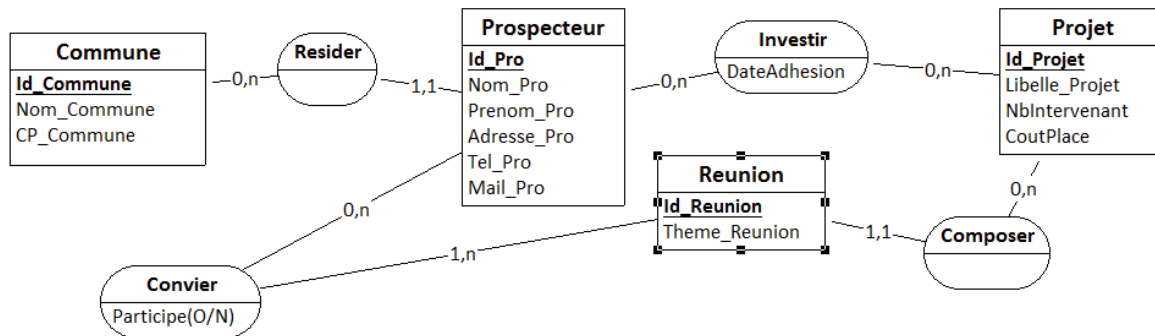 Commune
Id_Commune
Nom_Commune
CP_Commune
0,n
Resider
1,1
Prospecteur
Id_Pro
Nom_Pro
Prenom_Pro
Adresse_Pro
Tel_Pro
Mail_Pro
0,n
Investir
DateAdhesion
0,n
Projet
Id_Projet
Libelle_Projet
NbIntervenant
CoutPlace
0,n
Reunion
Id_Reunion
Theme_Reunion
1,1
Composer
0,n
1,n
Convier
Participe(O/N)